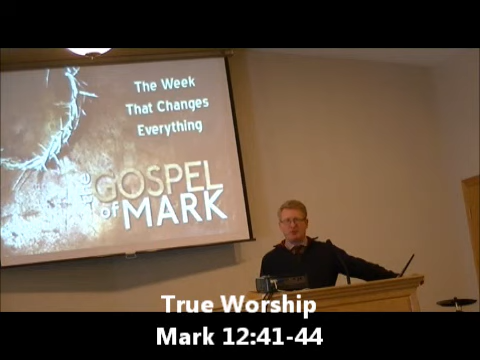 The Week
That Changes
Everything
GOSPEL
of MARK
True Worship
Mark 12:41-44